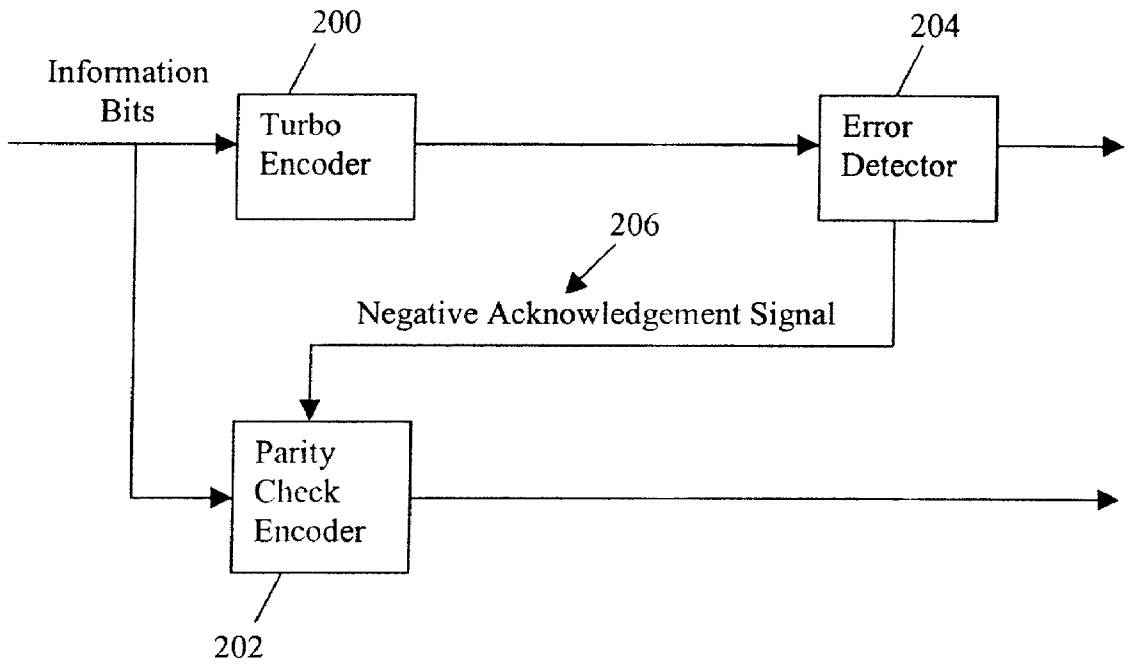 200
204
Information
Bits
Turbo
Encoder
Error
Detector
206
Negative Acknowledgement Signal
Parity
Check
Encoder
202